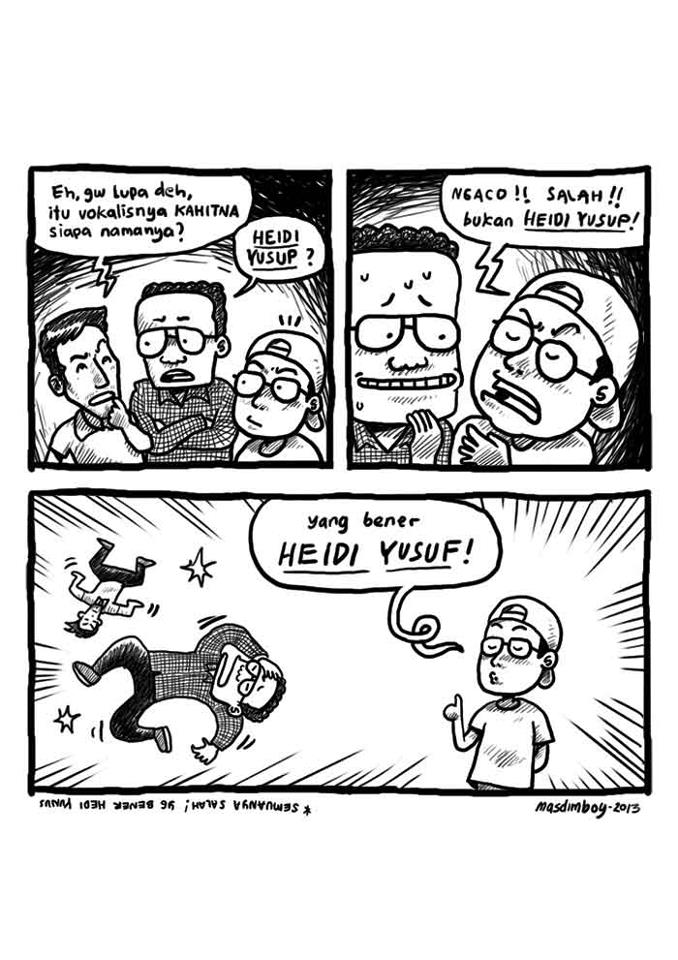 Eh, gw lupa deh,
itu vokalisnya KAHITNA
siapa namanya?
HEIDI
YUSUP ?
NGACO !! SALAH !!
bukan HEIDI YUSUP!
yang bener
HEIDI YUSUF!
* SEMUANYA SALAH; YG BENER HEDI YUNUS
masdimboy-2013